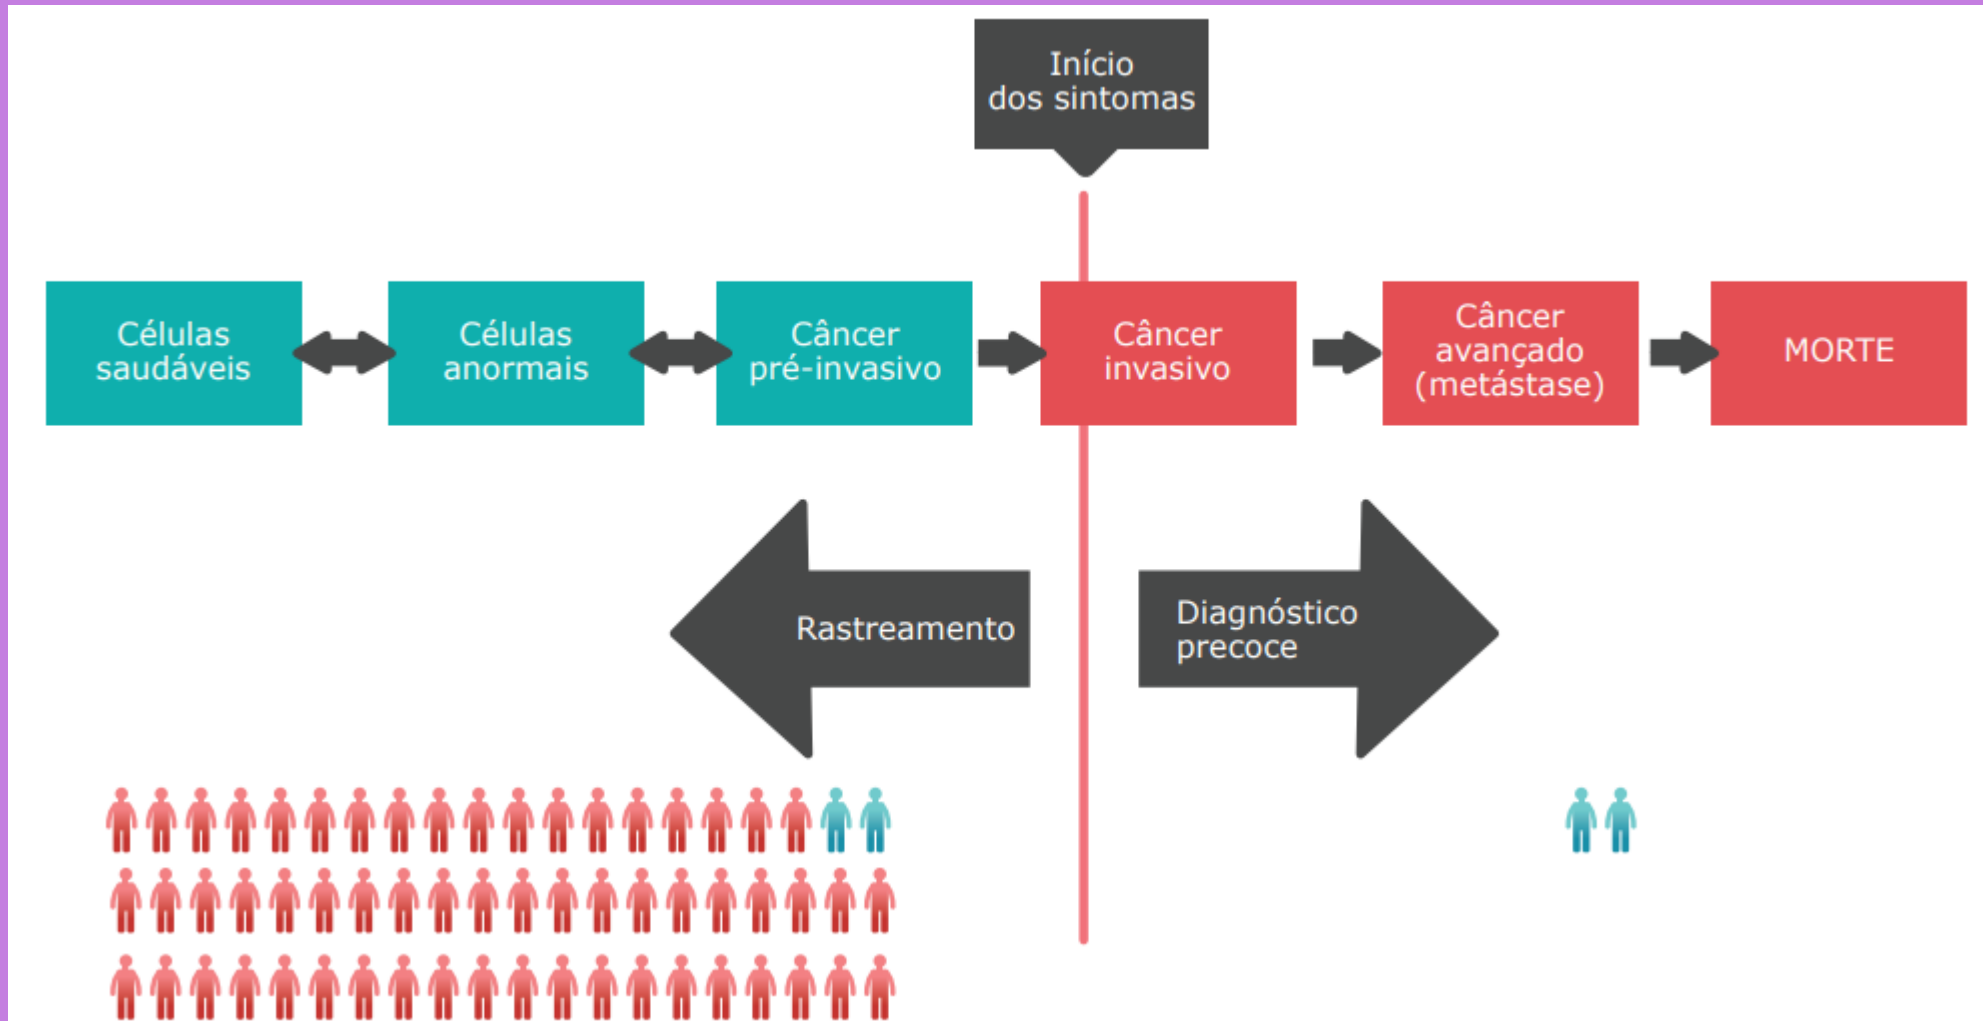 Início
dos sintomas
Células
saudáveis
Células
anormais
Câncer
pré-invasivo
Câncer
invasivo
Câncer
avançado
(metástase)
MORTE
Rastreamento
Diagnóstico
precoce